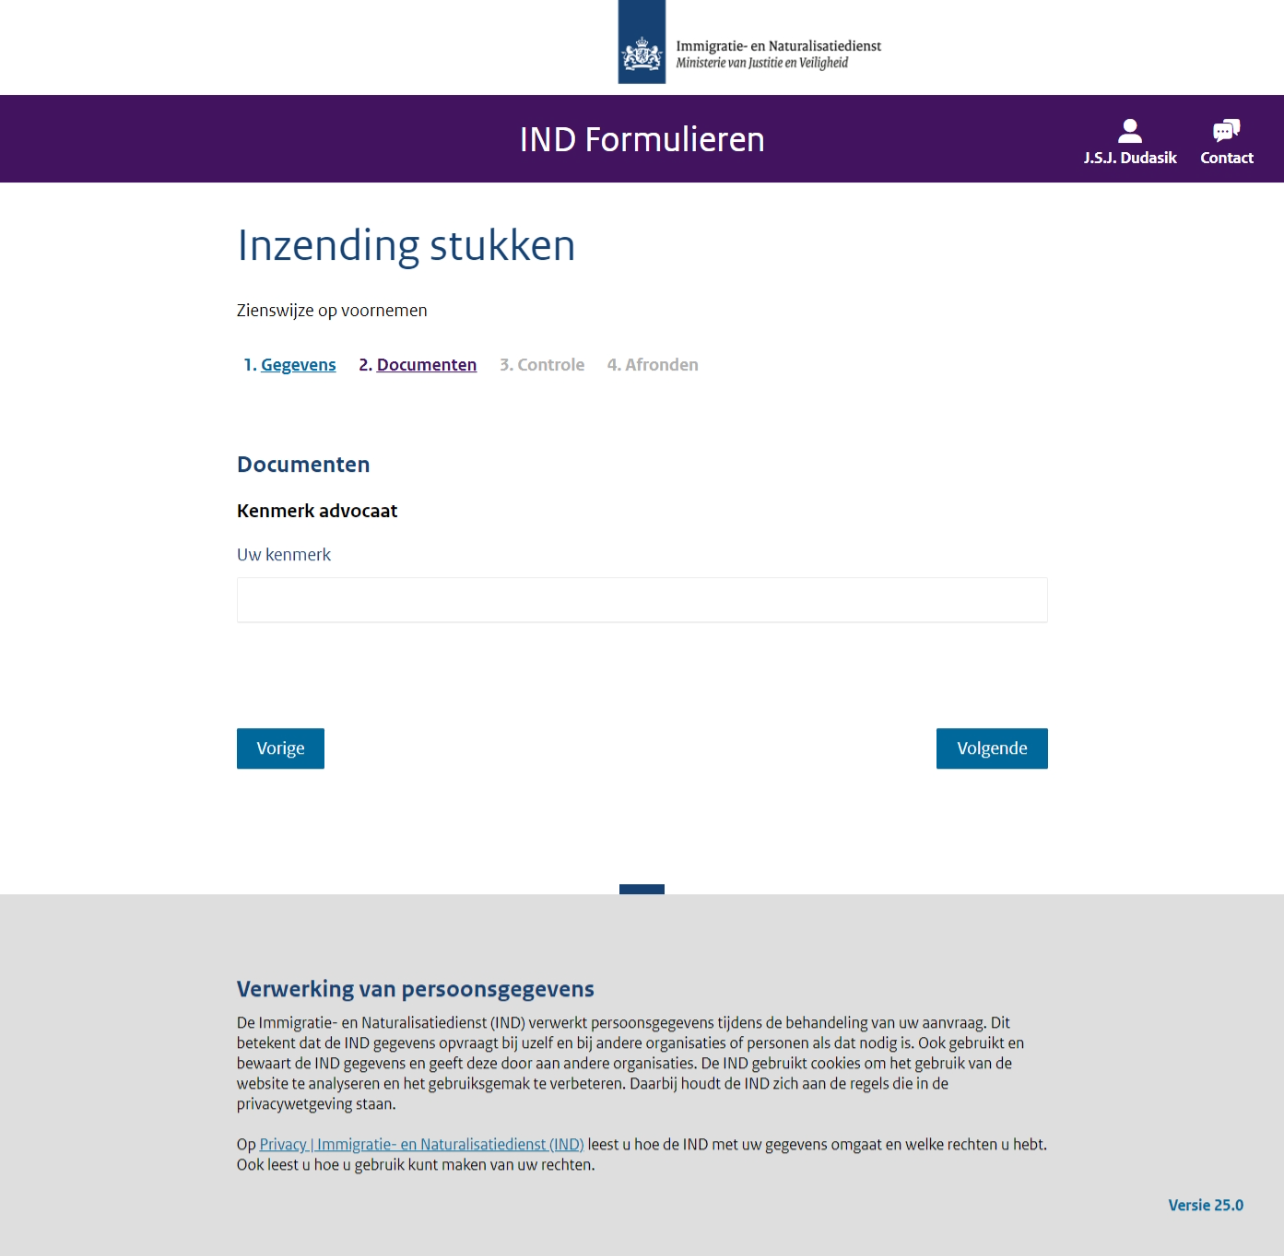 Immigratie- en Naturalisatiedienst
Ministerie van Justitie en Veiligheid
IND Formulieren
J.S.J. Dudasik
Contact
Inzending stukken
Zienswijze op voornemen
1. Gegevens 2. Documenten 3. Controle 4. Afronden
Documenten
Kenmerk advocaat
Uw kenmerk
Vorige
Volgende
Verwerking van persoonsgegevens
De Immigratie- en Naturalisatiedienst (IND) verwerkt persoonsgegevens tijdens de behandeling van uw aanvraag. Dit
betekent dat de IND gegevens opvraagt bij uzelf en bij andere organisaties of personen als dat nodig is. Ook gebruikt en
bewaart de IND gegevens en geeft deze door aan andere organisaties. De IND gebruikt cookies om het gebruik van de
website te analyseren en het gebruiksgemak te verbeteren. Daarbij houdt de IND zich aan de regels die in de
privacywetgeving staan.
Op Privacy | Immigratie- en Naturalisatiedienst (IND) leest u hoe de IND met uw gegevens omgaat en welke rechten u hebt.
Ook leest u hoe u gebruik kunt maken van uw rechten.
Versie 25.0